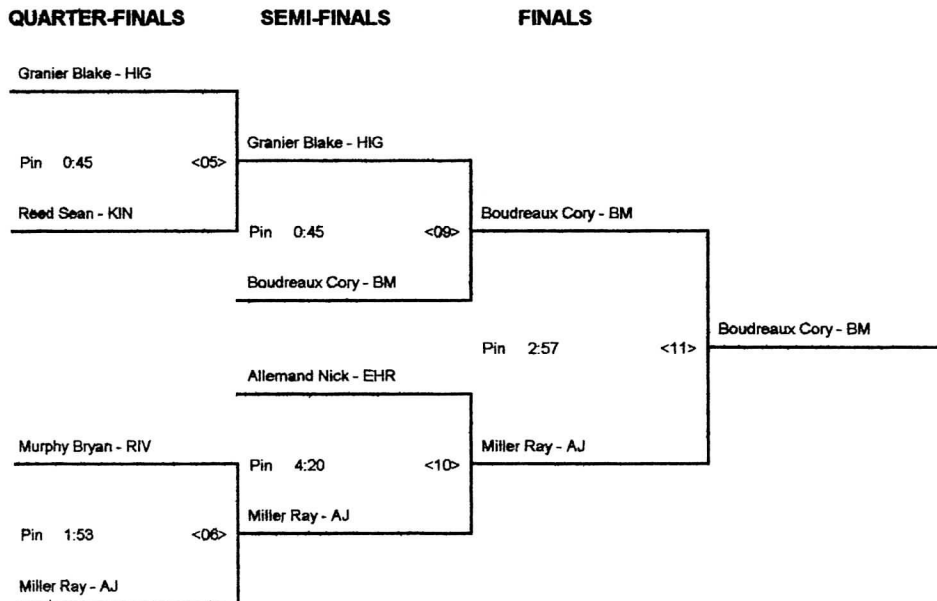 QUARTER-FINALS SEMI-FINALS FINALS
Granier Blake - HIG
Granier Blake - HIG
Pin 0:45 <05>
Reed Sean - KIN
Boudreaux Cory - BM
Pin 0:45 <09>
Boudreaux Cory - BM
Boudreaux Cory - BM
Pin 2:57 <11>
Allemand Nick - EHR
Murphy Bryan - RIV
Miller Ray - AJ
Pin 4:20 <10>
Miller Ray - AJ
Pin 1:53 <06>
Miller Ray - AJ